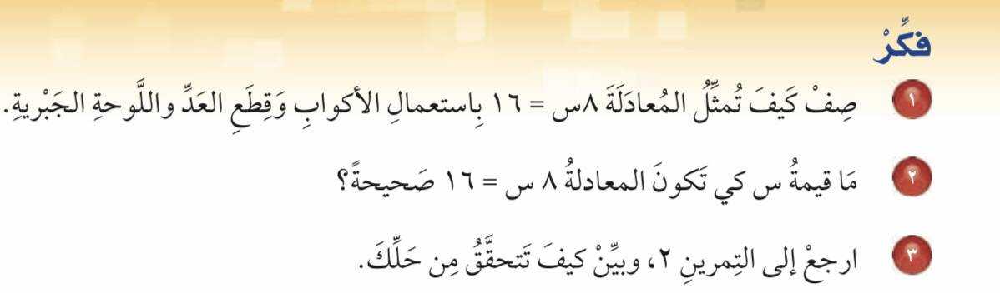 فكِّرْ
١ صِفْ كَيفَ تُمثِّلُ المُعادَلَةَ ٨س = ١٦ بِاستعمالِ الأكوابِ وَقِطَعِ العَدِّ واللَّوحةِ الجَبْريةِ.
٢ مَا قيمةُ س كي تَكونَ المعادلةُ ٨ س = ١٦ صَحيحةً؟
٣ ارجعْ إلى التِمرينِ ٢، وبيِّنْ كيفَ تَتحقَّقُ مِن حَلِّكَ.